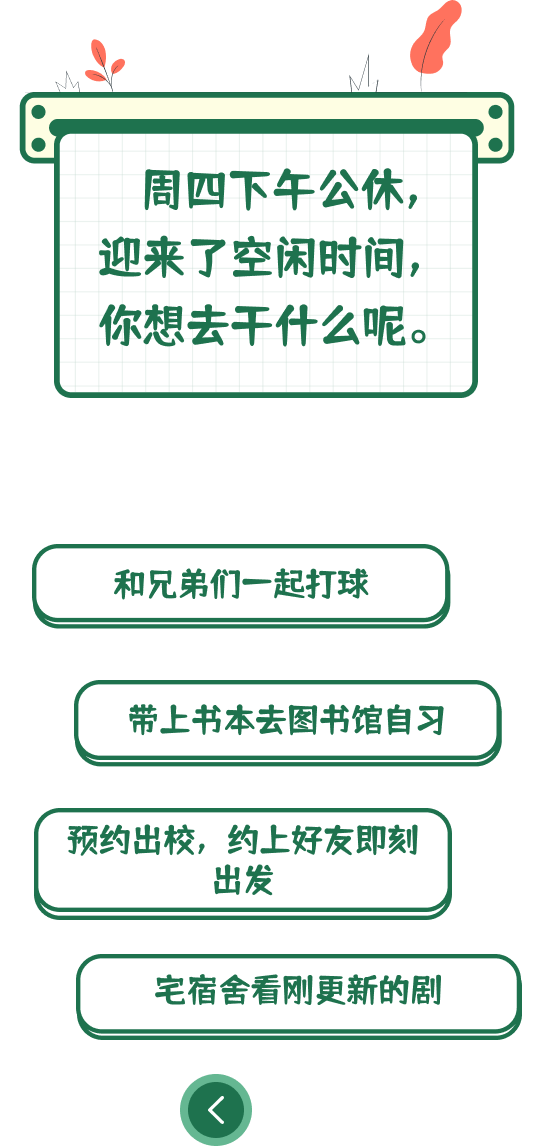 周四下午公休，
迎来了空闲时间，
你想去干什么呢。
和兄弟们一起打球
带上书本去图书馆自习
预约出校，约上好友即刻
出发
宅宿舍看刚更新的剧